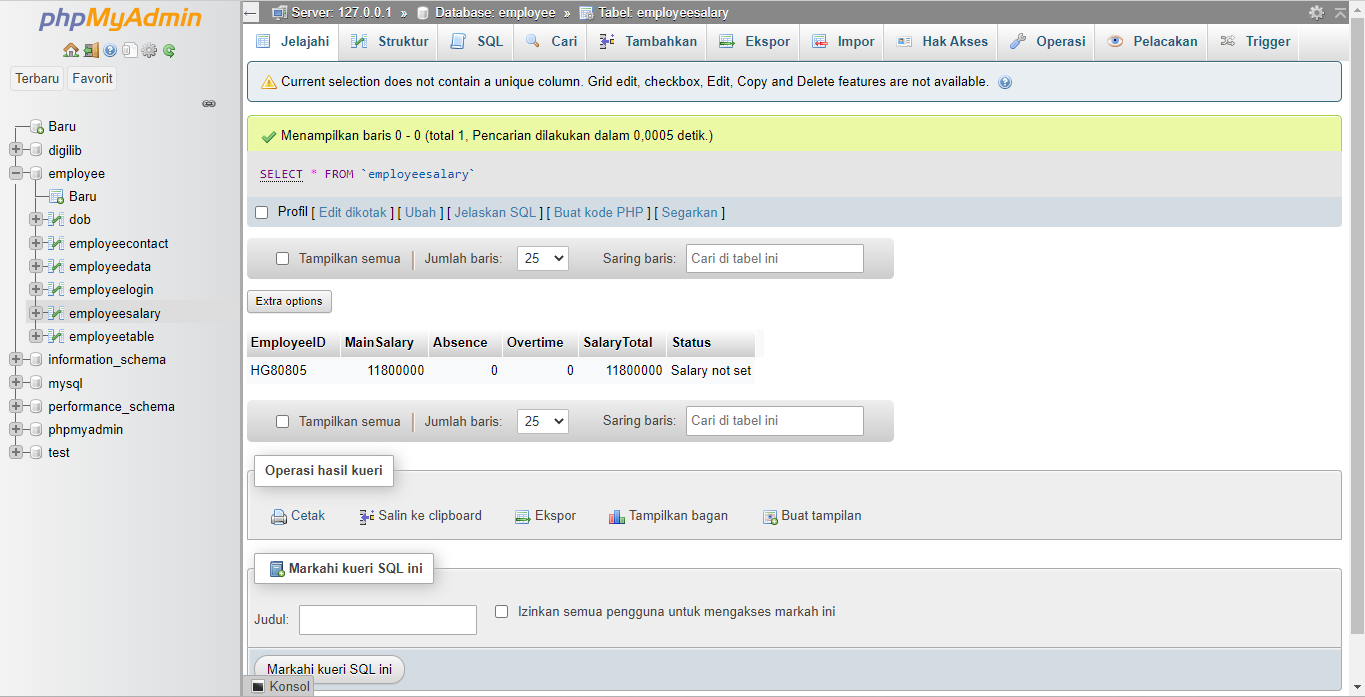 phpMyAdmin
Terbaru Favorit
Baru
digilib
employee
Baru
dob
employeecontact
employeedata
employeelogin
employeesalary
employeetable
information_schema
mysql
performance_schema
phpmyadmin
test
Server: 127.0.0.1 » Database: employee » Tabel: employeesalary
Jelajahi Struktur SQL Cari Tambahkan Ekspor Impor Hak Akses Operasi Pelacakan Trigger
Current selection does not contain a unique column. Grid edit, checkbox, Edit, Copy and Delete features are not available.
Menampilkan baris 0 - 0 (total 1, Pencarian dilakukan dalam 0,0005 detik.)
SELECT * FROM `employeesalary`
Profil [ Edit dikotak ] [ Ubah ] [ Jelaskan SQL ] [ Buat kode PHP ] [ Segarkan ]
Tampilkan semua Jumlah baris: 25 Saring baris: Cari di tabel ini
Extra options
EmployeeID MainSalary Absence Overtime SalaryTotal Status
HG80805 11800000 0 0 11800000 Salary not set
Tampilkan semua Jumlah baris: 25 Saring baris: Cari di tabel ini
Operasi hasil kueri
Cetak Salin ke clipboard Ekspor Tampilkan bagan Buat tampilan
Markahi kueri SQL ini
Judul: Izinkan semua pengguna untuk mengakses markah ini
Markahi kueri SQL ini
Konsol